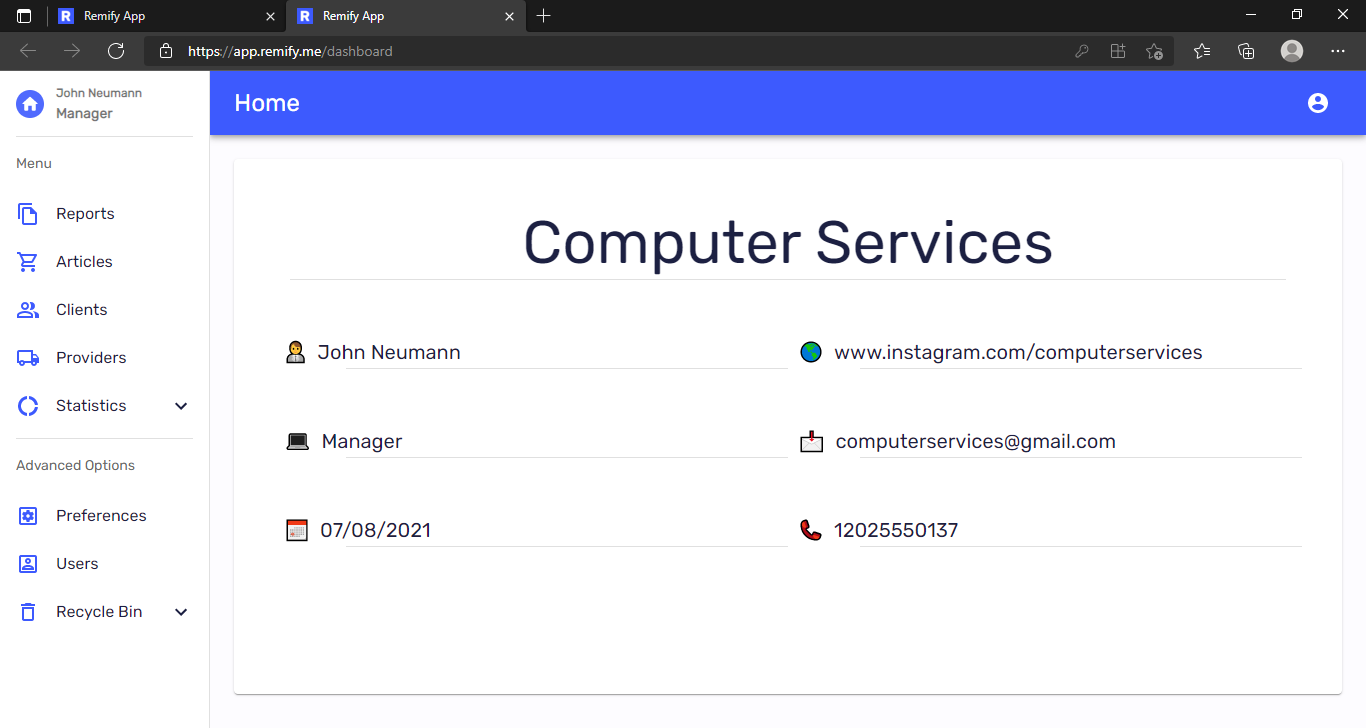 Remify App
Remify App
https://app.remify.me/dashboard
John Neumann
Manager
Home
Menu
Reports
Articles
Clients
Providers
Statistics
Advanced Options
Preferences
Users
Recycle Bin
Computer Services
John Neumann
www.instagram.com/computerservices
Manager
computerservices@gmail.com
07/08/2021
12025550137